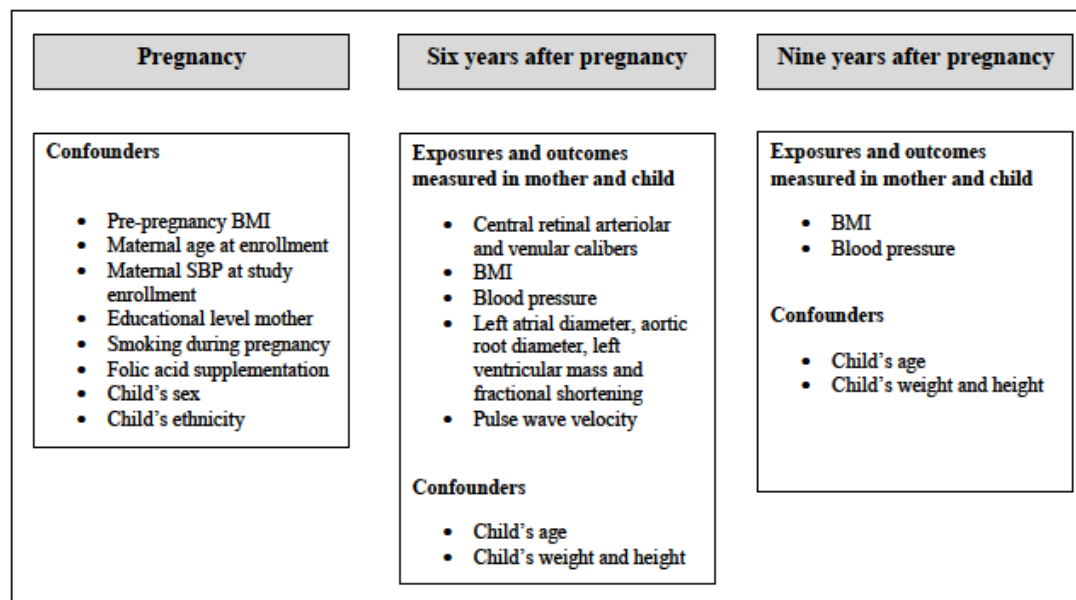 Pregnancy
Confounders
• Pre-pregnancy BMI
• Maternal age at enrollment
• Maternal SBP at study
enrollment
• Educational level mother
• Smoking during pregnancy
• Folic acid supplementation
• Child's sex
• Child's ethnicity
Six years after pregnancy
Exposures and outcomes
measured in mother and child
• Central retinal arteriolar
and venular calibers
• BMI
• Blood pressure
• Left atrial diameter, aortic
root diameter, left
ventricular mass and
fractional shortening
• Pulse wave velocity
Confounders
• Child's age
• Child's weight and height
Nine years after pregnancy
Exposures and outcomes
measured in mother and child
• BMI
• Blood pressure
Confounders
• Child's age
• Child's weight and height